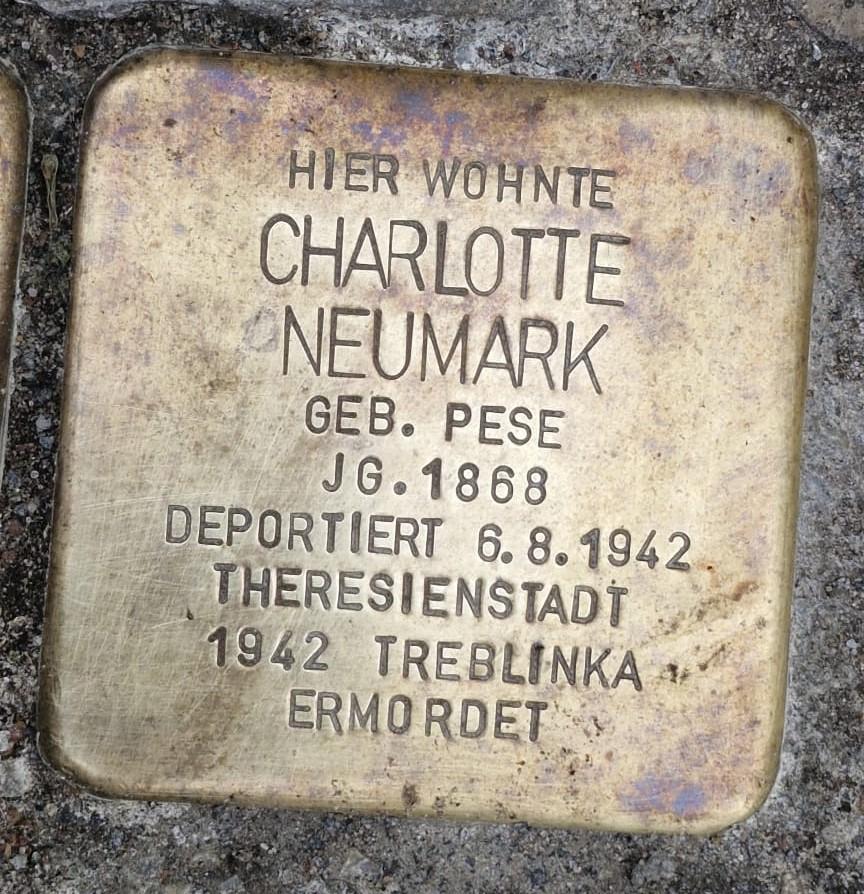 HIER WOHNTE
CHARLOTTE
NEUMARK
GEB. PESE
JG. 1868
DEPORTIERT 6.8.1942
THERESIENSTADT
1942 TREBLINKA
ERMORDET